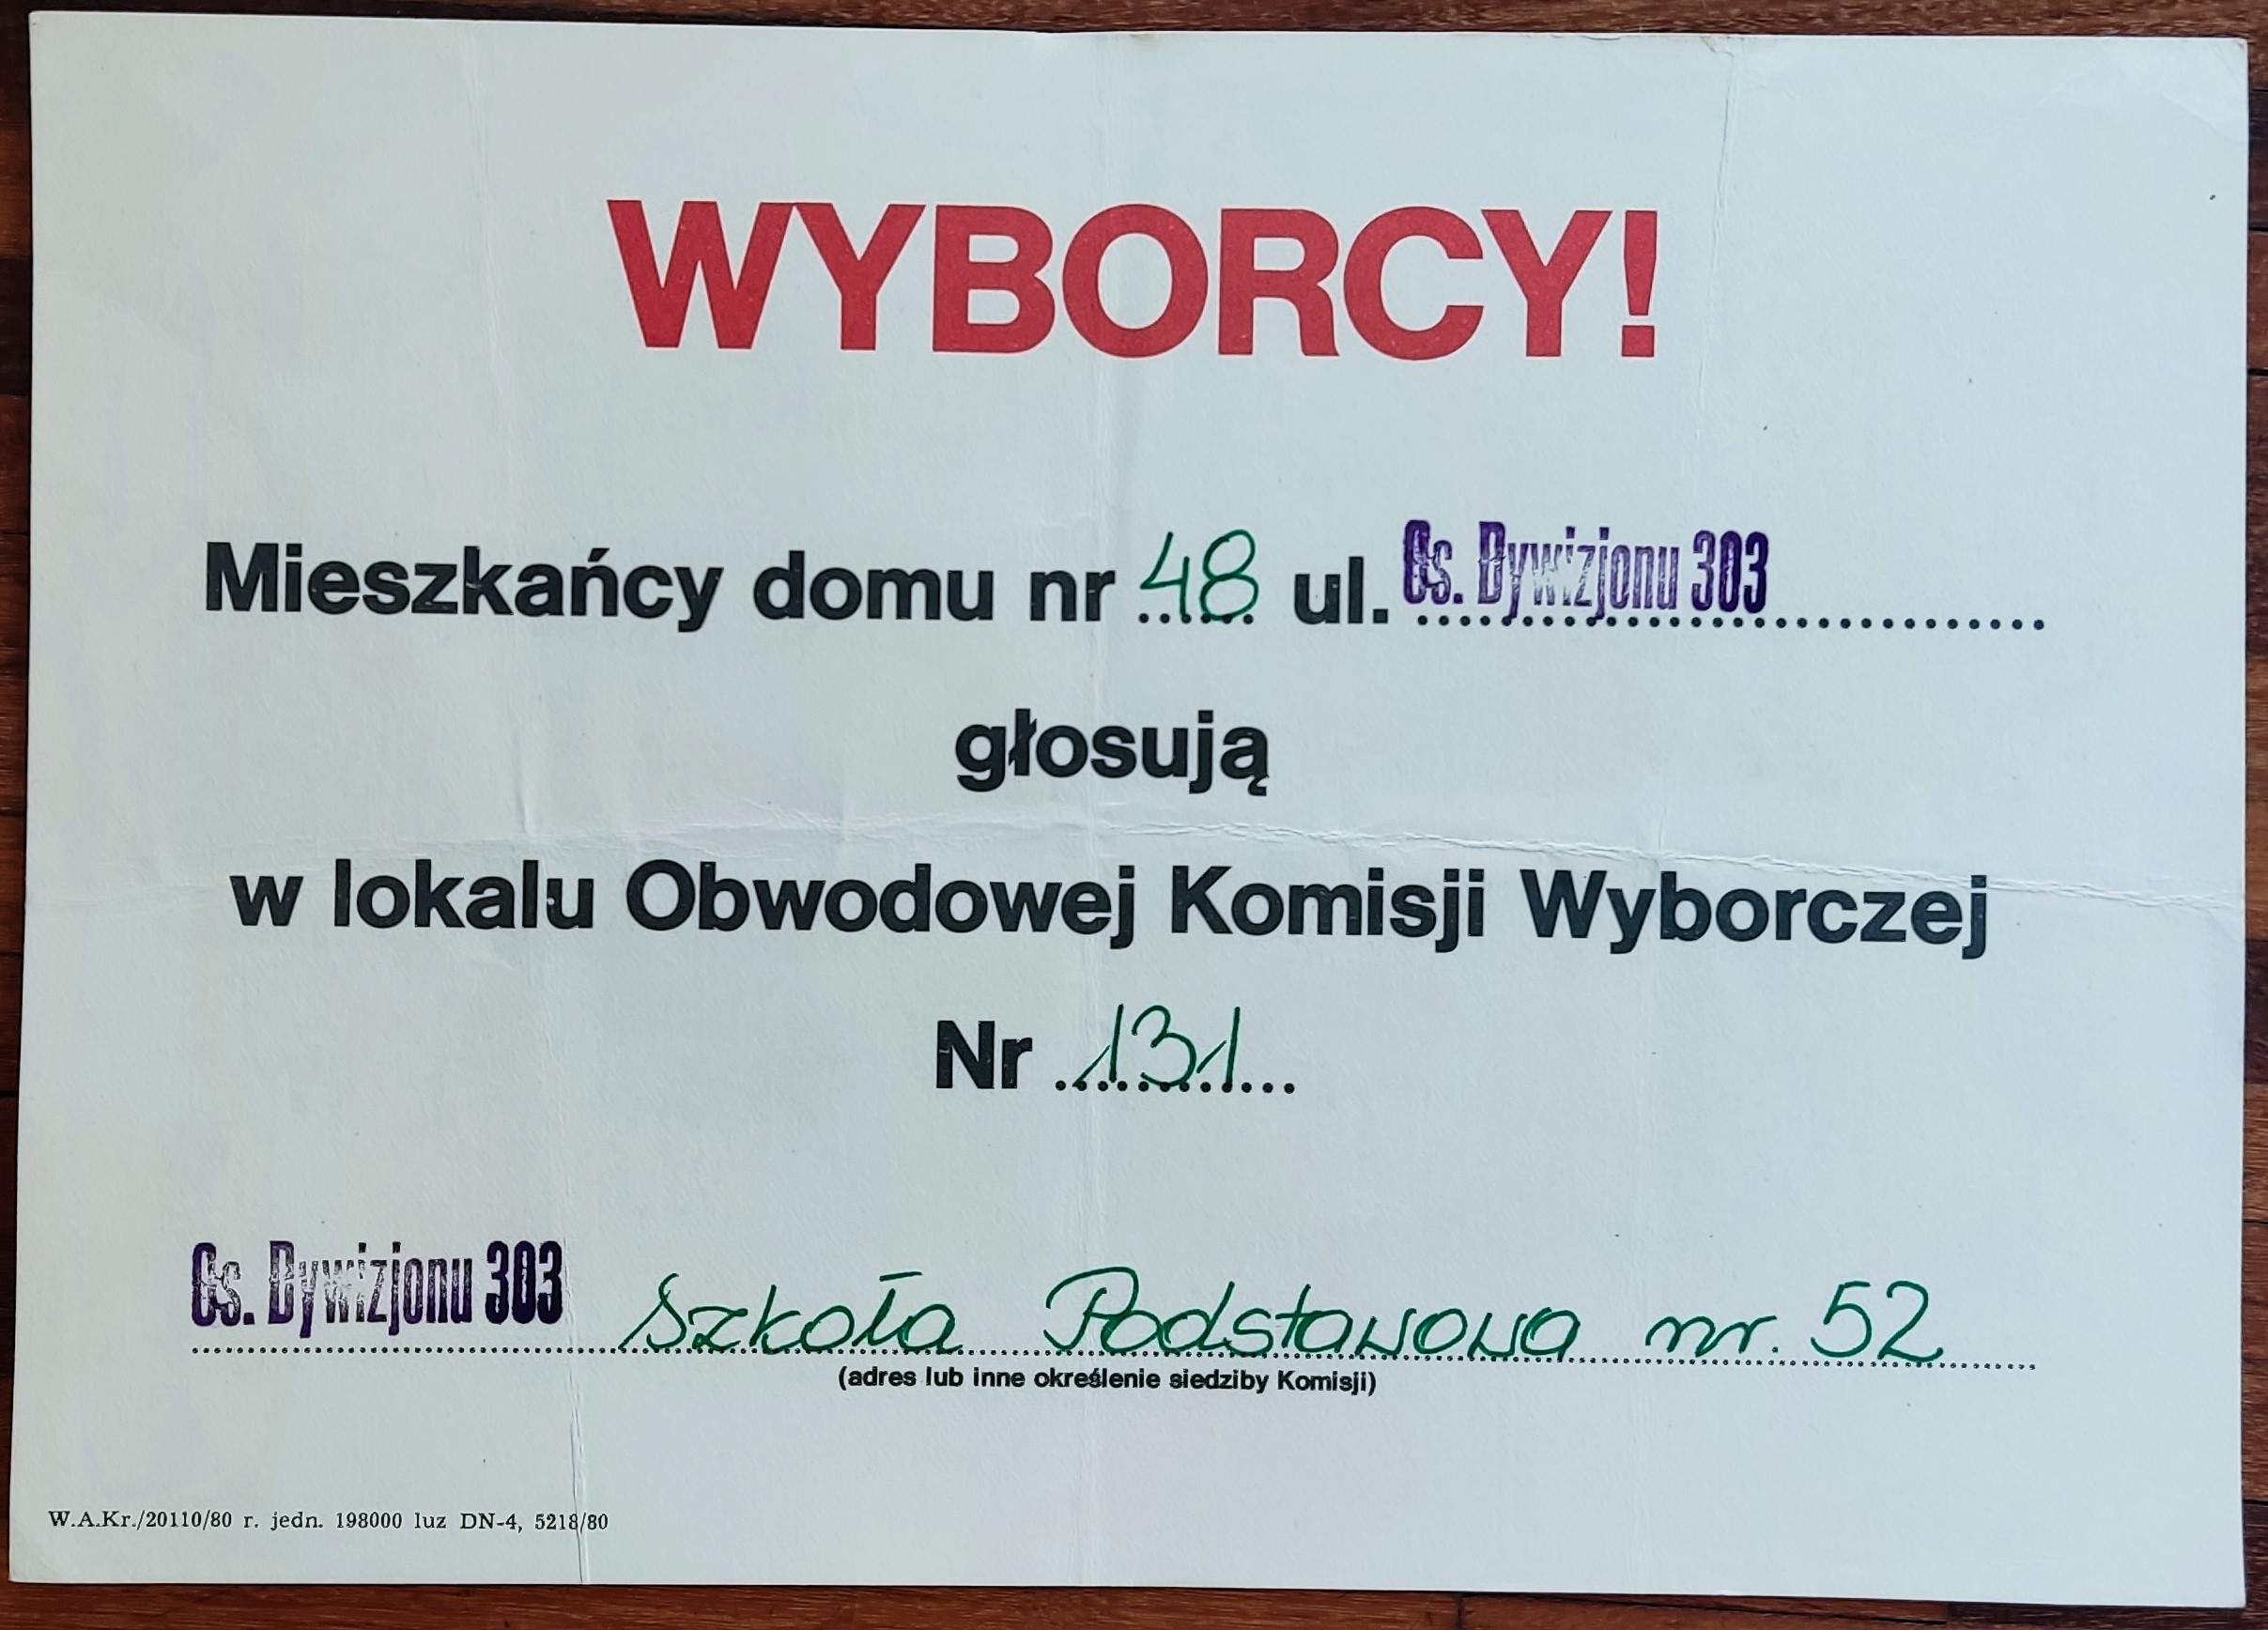 WYBORCY!
Mieszkańcy domu nr 48 ul. Os. Dywizjonu 303
głosują
w lokalu Obwodowej Komisji Wyborczej
Nr 131
Os. Dywizjonu 303 Szkoła Podstawowa nr. 52
(adres lub inne określenie siedziby Komisji)
W.A.Kr./20110/80 r. jedn. 198000 luz DN-4, 5218/80